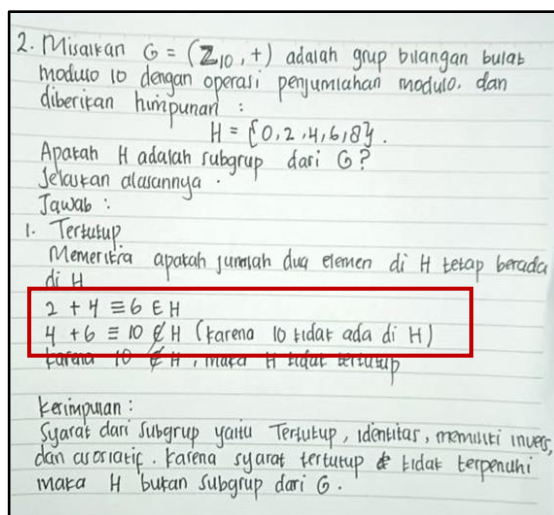 2. Misalkan G = (Z10, +) adalah grup bilangan bulat
modulo 10 dengan operasi penjumlahan modulo. dan
diberikan himpunan :
H = {0,2,4,6,8}.
Apakah H adalah subgrup dari G?
Jelaskan alasannya.
Jawab :
1. Tertutup
Memeriksa apakah jumlah dua elemen di H tetap berada
di H
2 + 4 ≡ 6 ∈ H
4 + 6 ≡ 10 ∉ H (karena 10 tidak ada di H)
karena 10 ∉ H, maka H tidak tertutup
kesimpulan :
Syarat dari subgrup yaitu Tertutup, identitas, memiliki invers,
dan asosiatif. karena syarat tertutup tidak terpenuhi
maka H bukan subgrup dari G.